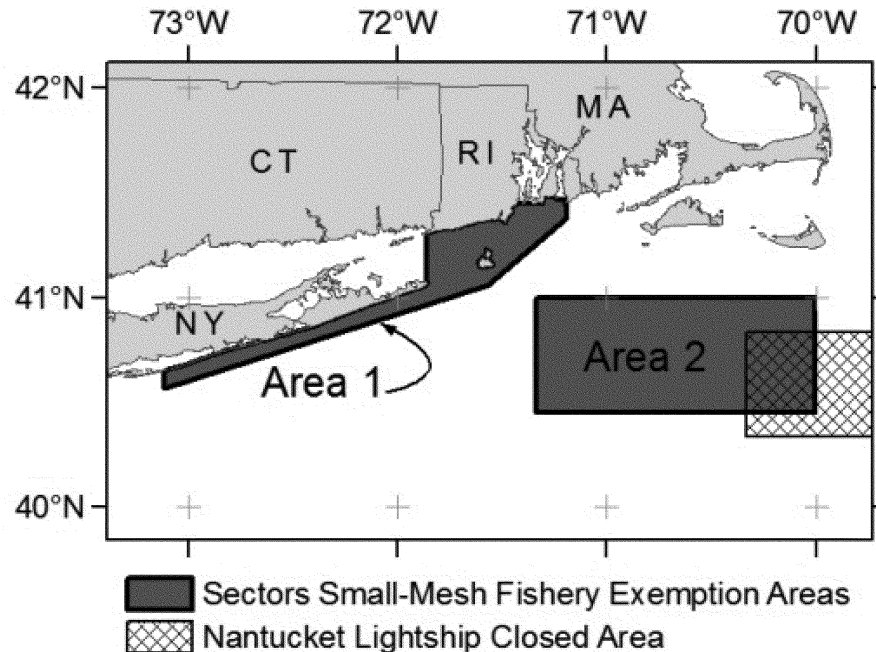 73°W 72°W 71°W 70°W
42°N
MA
RI
CT
41°N
NY
Area 2
Area 1
40°N
Sectors Small-Mesh Fishery Exemption Areas
Nantucket Lightship Closed Area